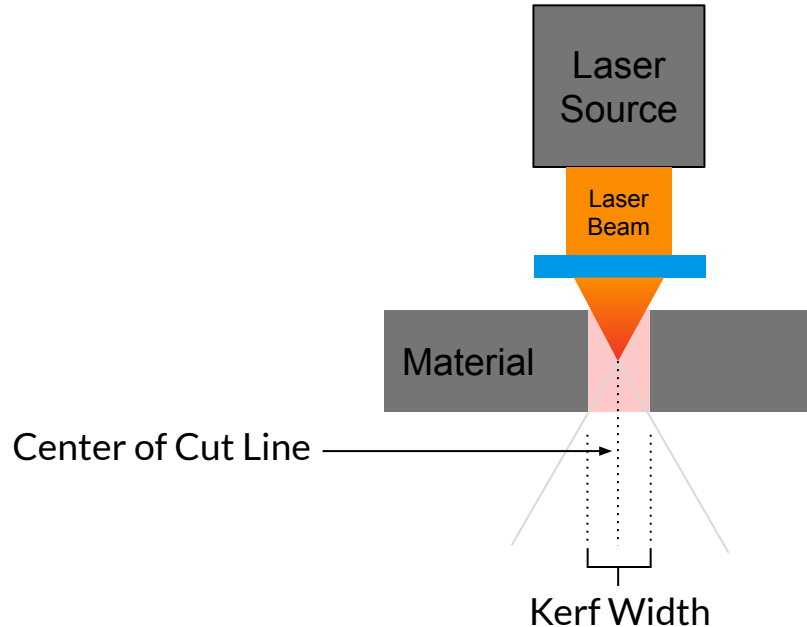 Laser
Source
Laser
Beam
Material
Center of Cut Line
Kerf Width